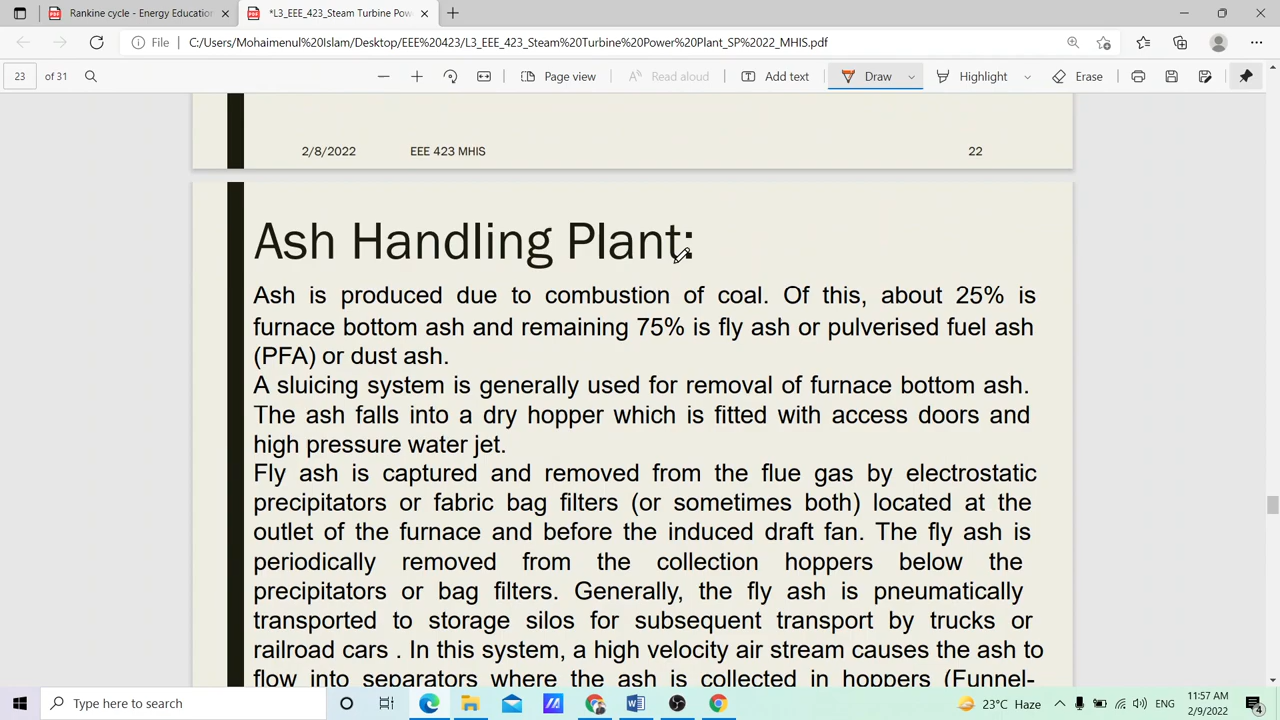 Rankine cycle - Energy Education
*L3_EEE_423_Steam Turbine Pow
File
C:/Users/Mohaimenul%20Islam/Desktop/EEE%20423/L3_EEE_423_Steam%20Turbine%20Power%20Plant_SP%2022_MHIS.pdf
23 of 31
Page view
Read aloud
Add text
Draw
Highlight
Erase
2/8/2022 EEE 423 MHIS 22
Ash Handling Plant:
Ash is produced due to combustion of coal. Of this, about 25% is
furnace bottom ash and remaining 75% is fly ash or pulverised fuel ash
(PFA) or dust ash.
A sluicing system is generally used for removal of furnace bottom ash.
The ash falls into a dry hopper which is fitted with access doors and
high pressure water jet.
Fly ash is captured and removed from the flue gas by electrostatic
precipitators or fabric bag filters (or sometimes both) located at the
outlet of the furnace and before the induced draft fan. The fly ash is
periodically removed from the collection hoppers below the
precipitators or bag filters. Generally, the fly ash is pneumatically
transported to storage silos for subsequent transport by trucks or
railroad cars . In this system, a high velocity air stream causes the ash to
flow into separators where the ash is collected in hoppers (Funnel-
Type here to search
23°C Haze
ENG
11:57 AM
2/9/2022
4